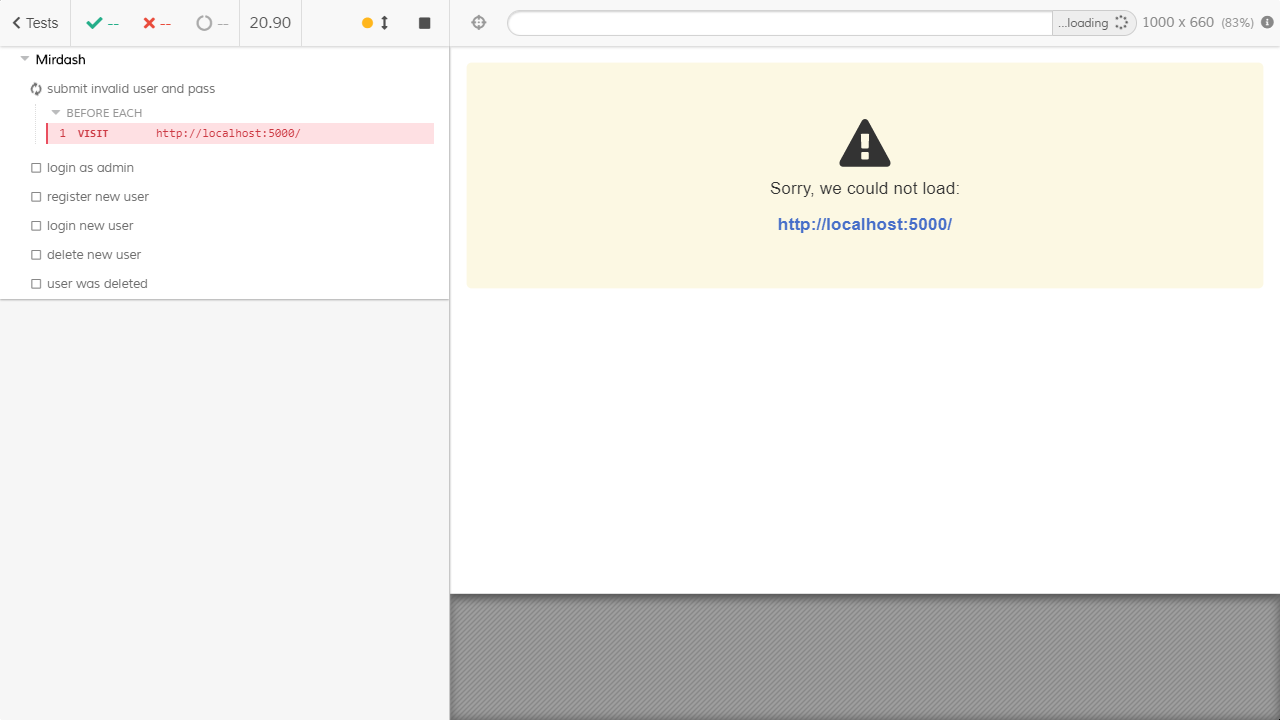 Tests -- -- -- 20.90
...loading 1000 x 660 (83%)
Mirdash
submit invalid user and pass
BEFORE EACH
1 VISIT http://localhost:5000/
login as admin
register new user
login new user
delete new user
user was deleted
Sorry, we could not load:
http://localhost:5000/